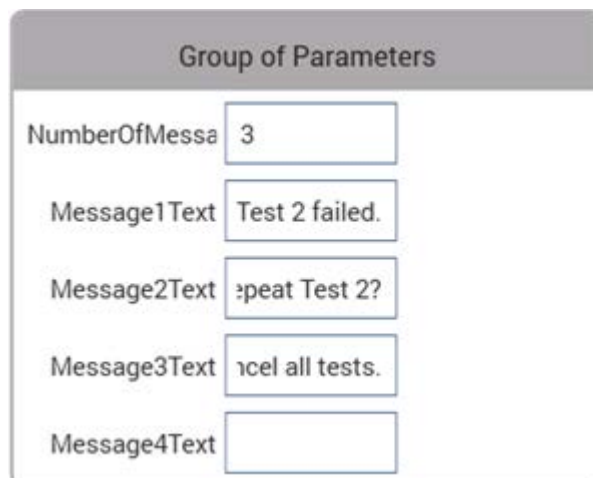 Group of Parameters
NumberOfMessa 3
Message1Text Test 2 failed.
Message2Text epeat Test 2?
Message3Text ncel all tests.
Message4Text